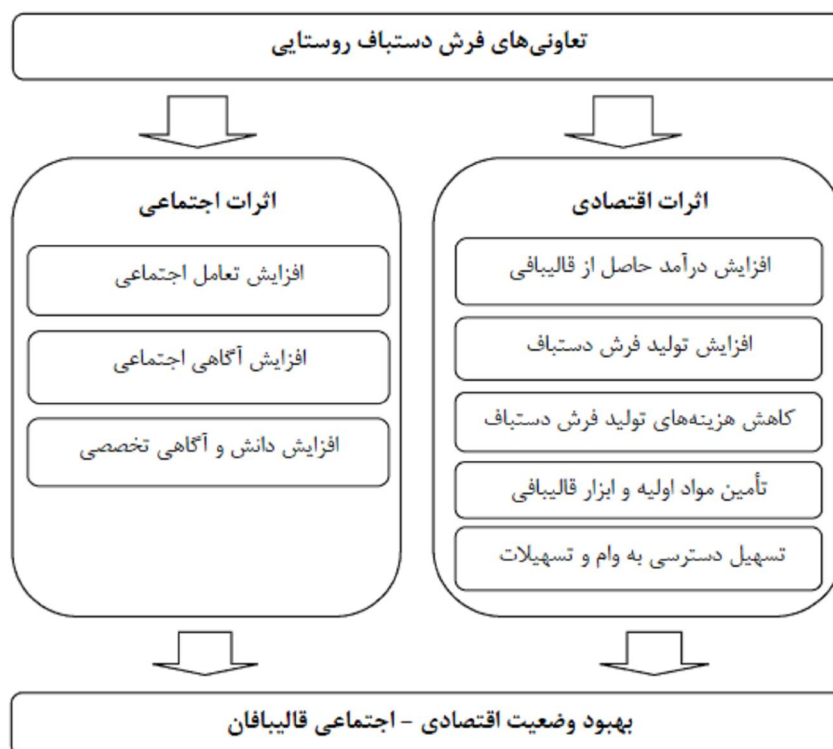 تعاونی‌های فرش دستباف روستایی
اثرات اقتصادی
افزایش درآمد حاصل از قالیبافی
افزایش تولید فرش دستباف
کاهش هزینه‌های تولید فرش دستباف
تأمین مواد اولیه و ابزار قالیبافی
تسهیل دسترسی به وام و تسهیلات
اثرات اجتماعی
افزایش تعامل اجتماعی
افزایش آگاهی اجتماعی
افزایش دانش و آگاهی تخصصی
بهبود وضعیت اقتصادی – اجتماعی قالیبافان